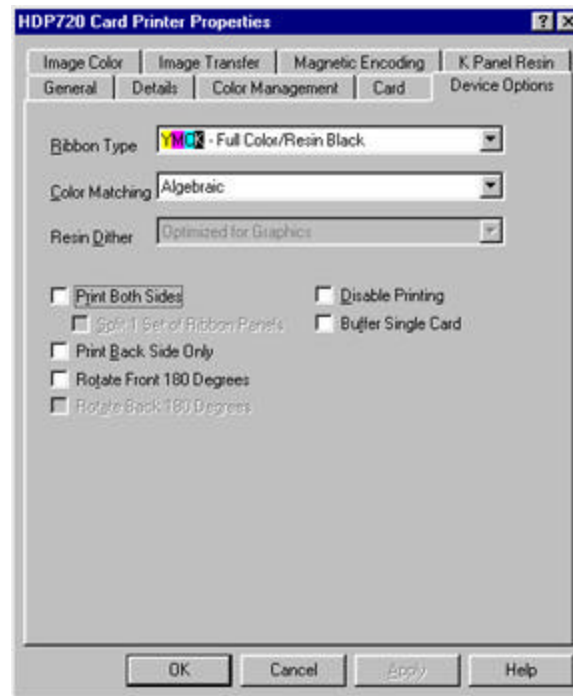 HDP720 Card Printer Properties ? X
Image Color Image Transfer Magnetic Encoding K Panel Resin
General Details Color Management Card Device Options
Ribbon Type YMCK - Full Color/Resin Black
Color Matching Algebraic
Resin Dither Optimized for Graphics
Print Both Sides Disable Printing
Split 1 Set of Ribbon Panels Buffer Single Card
Print Back Side Only
Rotate Front 180 Degrees
Rotate Back 180 Degrees
OK Cancel Apply Help